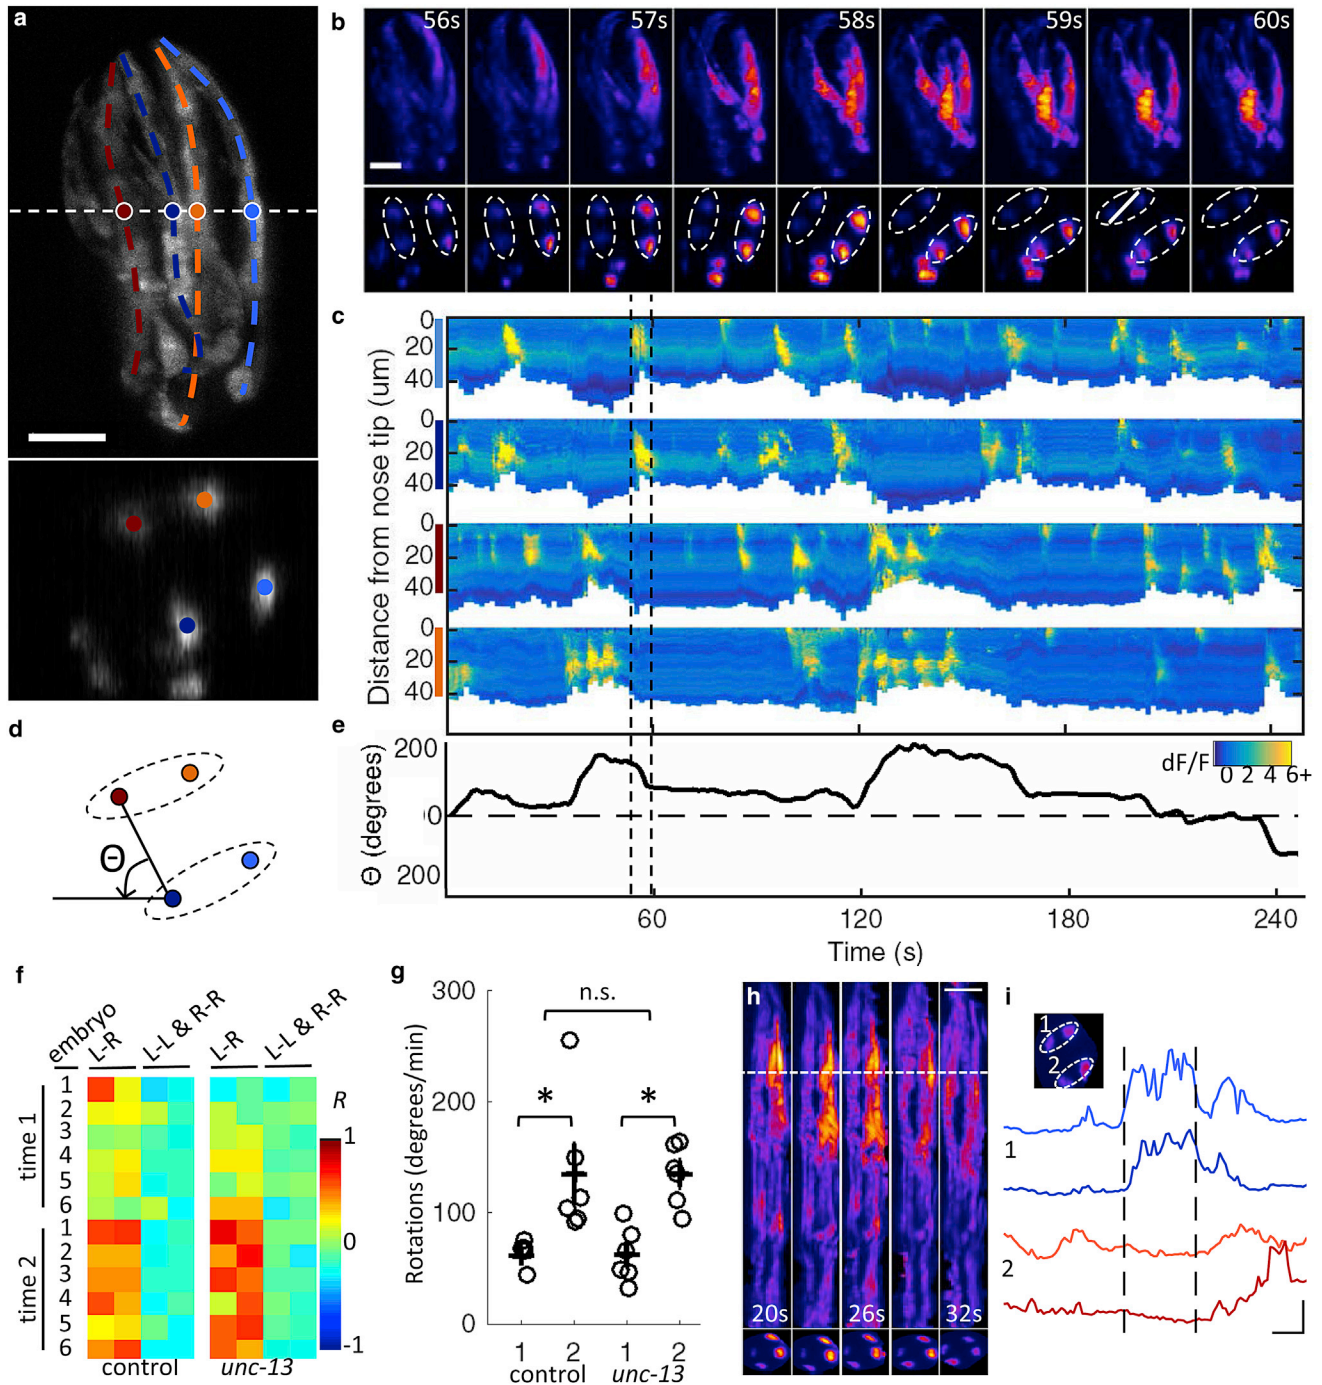 a
b
56s
57s
58s
59s
60s
c
Distance from nose tip (um)
0
20
40
0
20
40
0
20
40
0
20
40
d
Θ
e
Θ (degrees)
200
0
200
dF/F
0 2 4 6+
60
120
180
240
Time (s)
f
embryo
L-R
L-L & R-R
L-R
L-L & R-R
time 1
1
2
3
4
5
6
time 2
1
2
3
4
5
6
control
unc-13
R
1
0
-1
g
Rotations (degrees/min)
300
200
100
0
n.s.
*
*
1
2
1
2
control
unc-13
h
20s
26s
32s
i
1
2
1
2